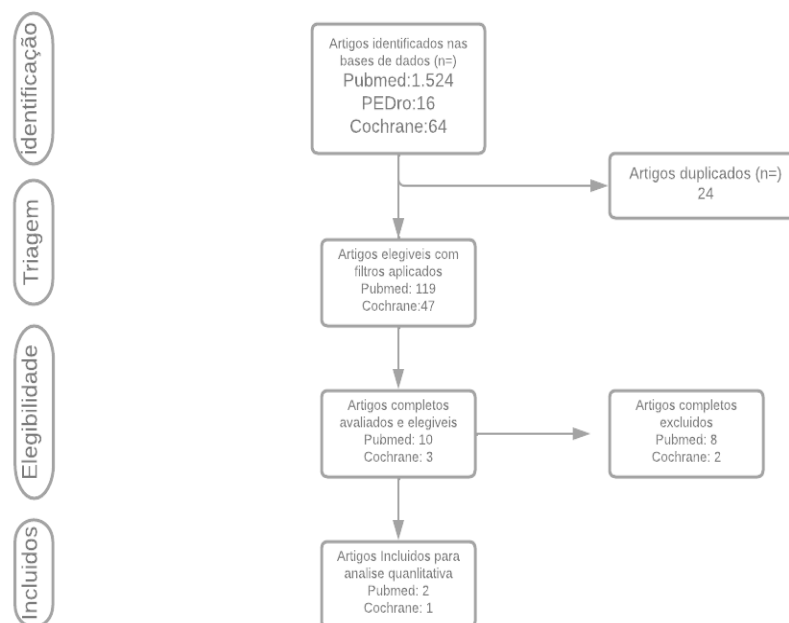 identificação
Artigos identificados nas
bases de dados (n=)
Pubmed:1.524
PEDro:16
Cochrane:64
Artigos duplicados (n=)
24
Triagem
Artigos elegiveis com
filtros aplicados
Pubmed: 119
Cochrane:47
Elegibilidade
Artigos completos
avaliados e elegiveis
Pubmed: 10
Cochrane: 3
Artigos completos
excluidos
Pubmed: 8
Cochrane: 2
Incluidos
Artigos Incluidos para
analise quanlitativa
Pubmed: 2
Cochrane: 1